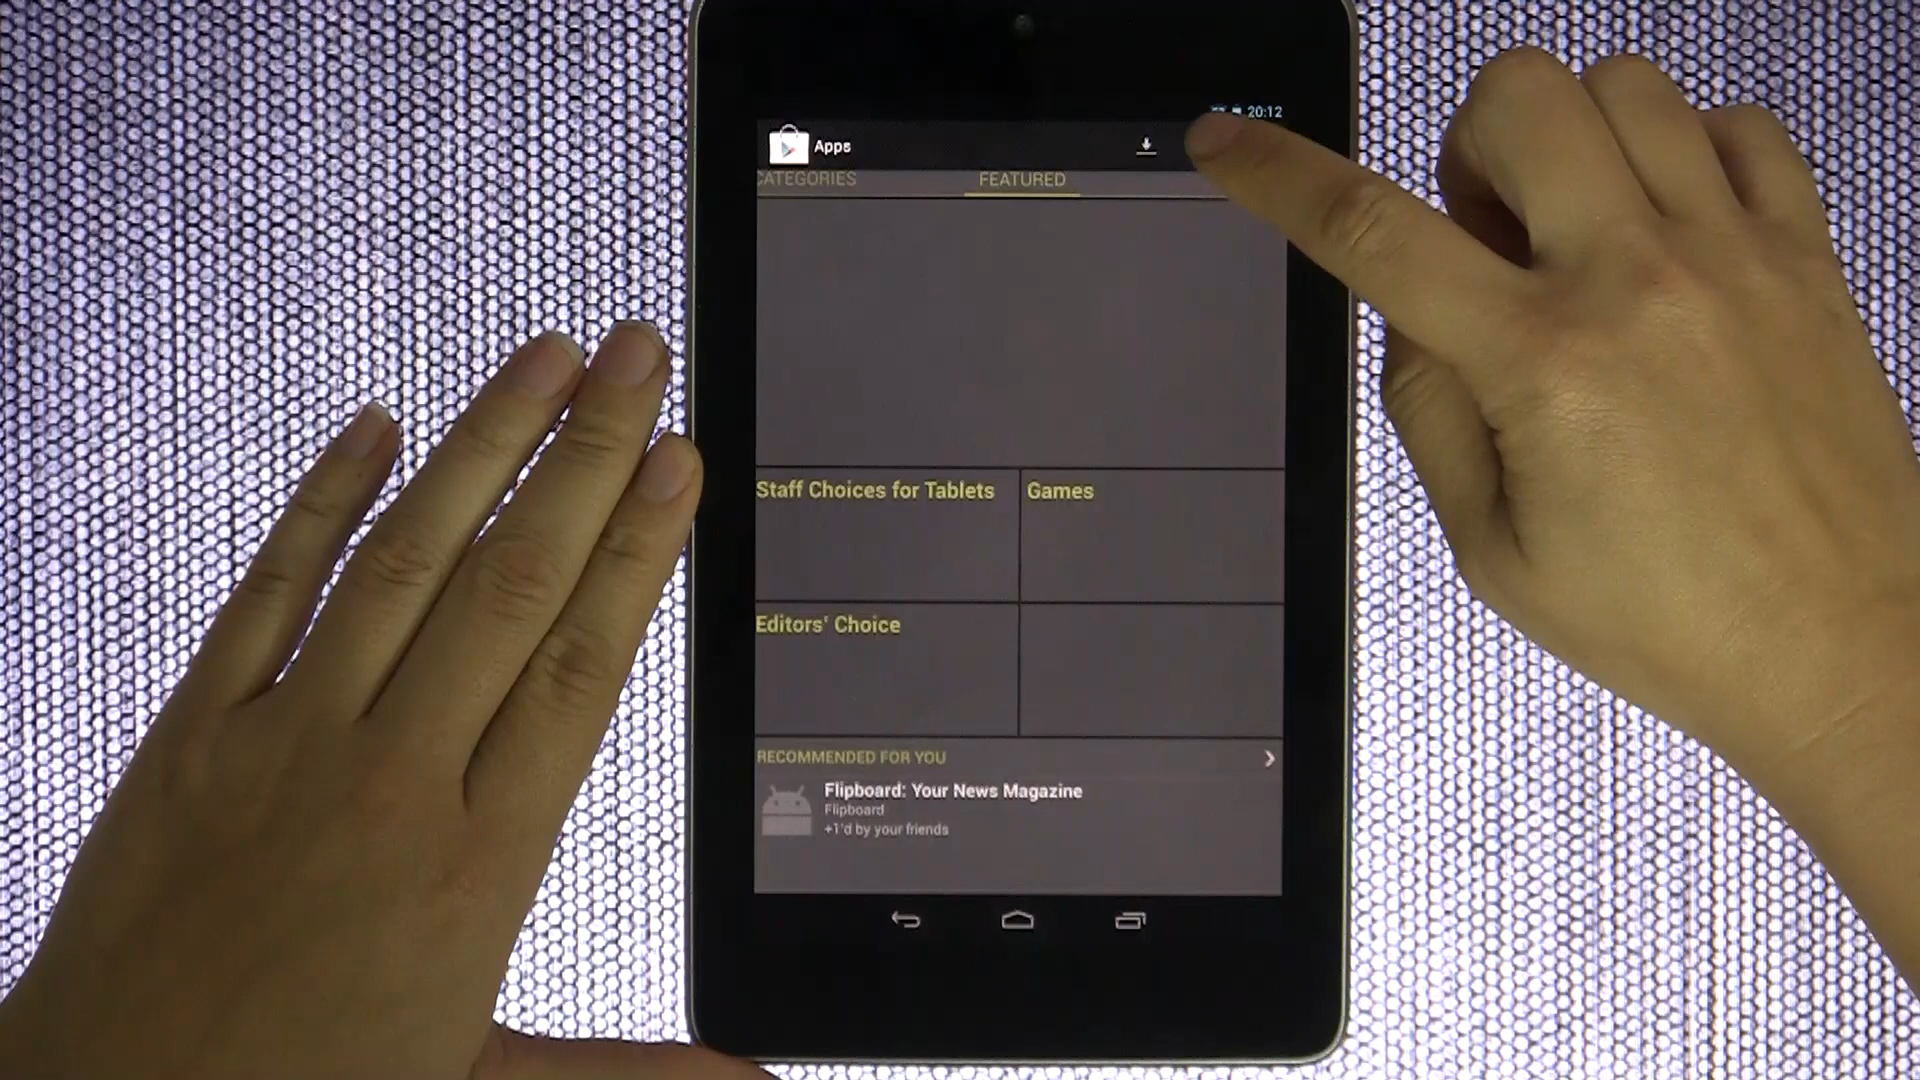 20:12
Apps
CATEGORIES
FEATURED
Staff Choices for Tablets
Games
Editors' Choice
RECOMMENDED FOR YOU
Flipboard: Your News Magazine
Flipboard
+1'd by your friends